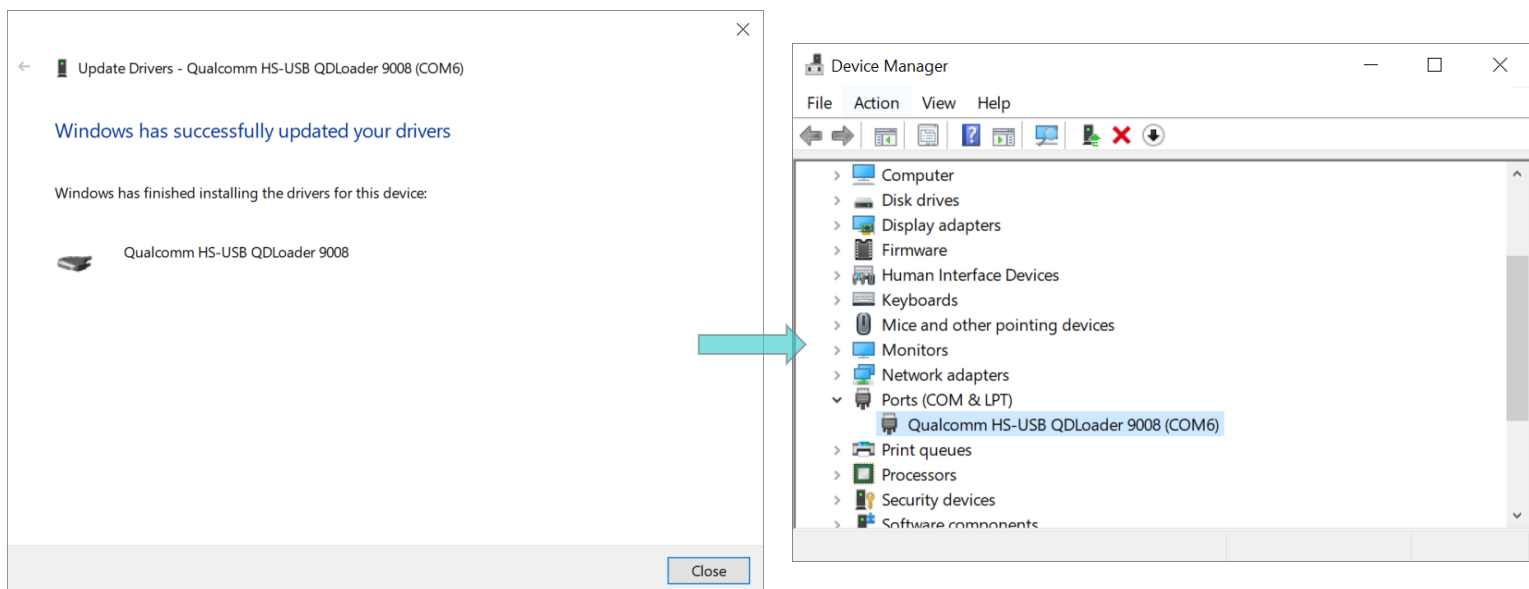 Update Drivers - Qualcomm HS-USB QDLoader 9008 (COM6)
Windows has successfully updated your drivers
Windows has finished installing the drivers for this device:
Qualcomm HS-USB QDLoader 9008
Close
Device Manager
File Action View Help
Computer
Disk drives
Display adapters
Firmware
Human Interface Devices
Keyboards
Mice and other pointing devices
Monitors
Network adapters
Ports (COM & LPT)
Qualcomm HS-USB QDLoader 9008 (COM6)
Print queues
Processors
Security devices
Software components